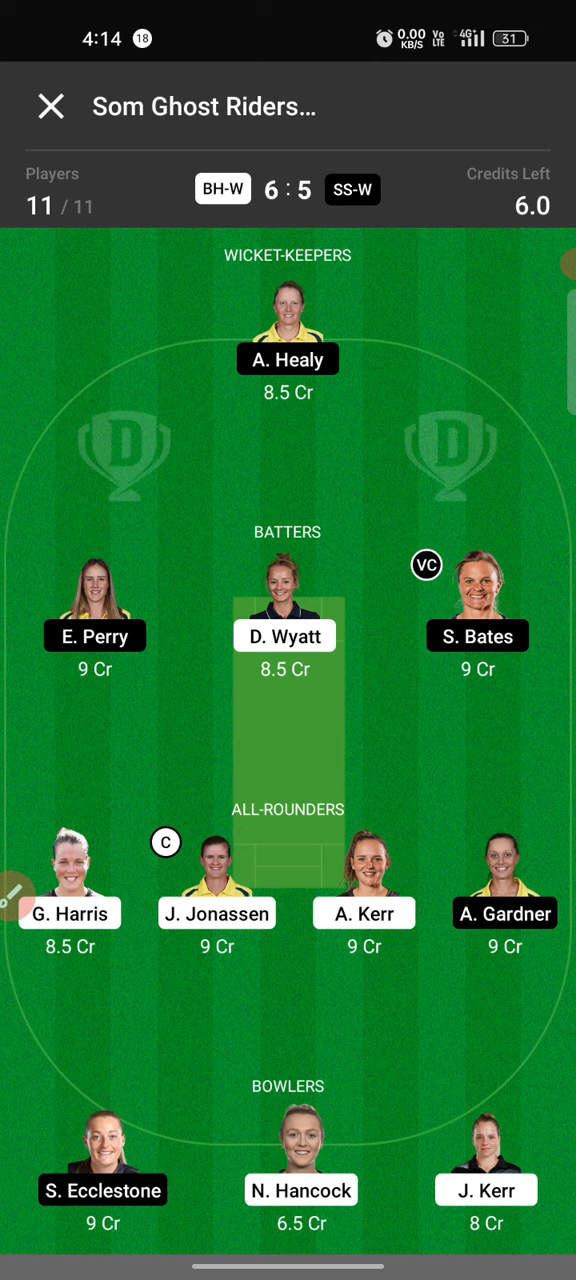 4:14 18 0.00 KB/S Vo LTE 4G+ 31
Som Ghost Riders...
Players
Credits Left
11 / 11
BH-W 6 : 5 SS-W
6.0
WICKET-KEEPERS
A. Healy
8.5 Cr
D D
BATTERS
VC
E. Perry D. Wyatt S. Bates
9 Cr 8.5 Cr 9 Cr
ALL-ROUNDERS
C
G. Harris J. Jonassen A. Kerr A. Gardner
8.5 Cr 9 Cr 9 Cr 9 Cr
BOWLERS
S. Ecclestone N. Hancock J. Kerr
9 Cr 6.5 Cr 8 Cr